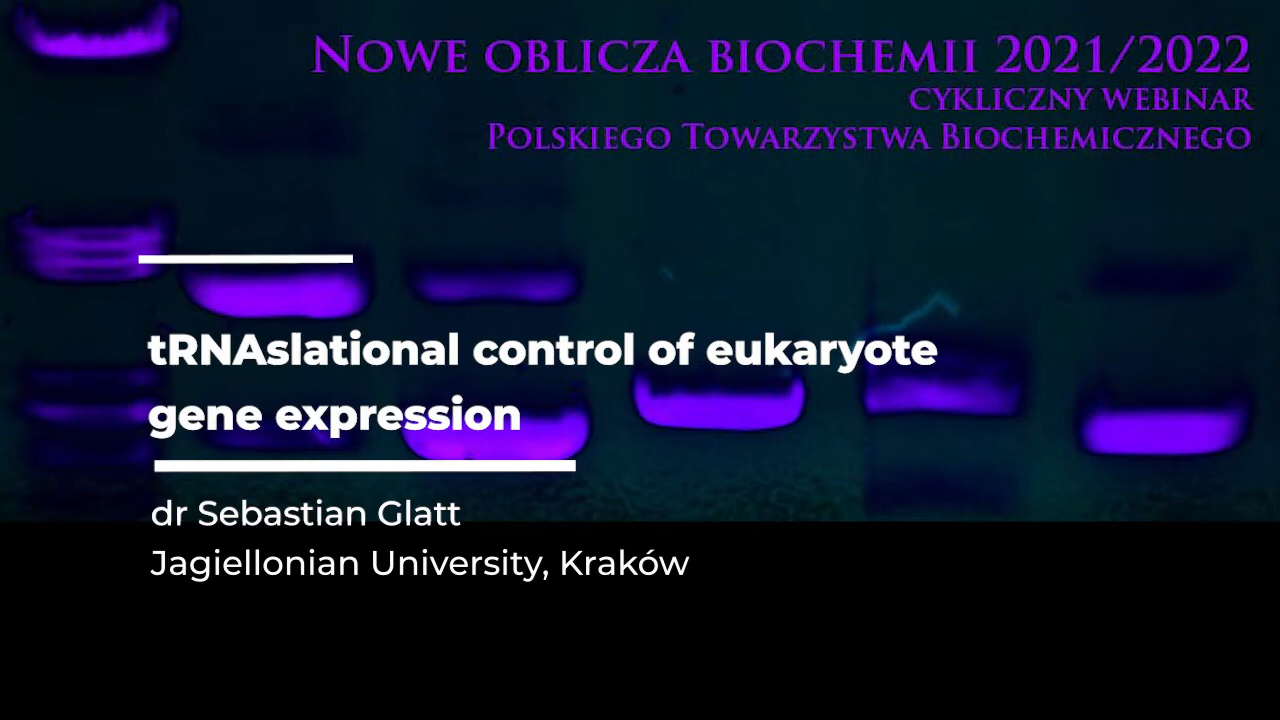 Nowe oblicza biochemii 2021/2022
cykliczny webinar
Polskiego Towarzystwa Biochemicznego
tRNAslational control of eukaryote
gene expression
dr Sebastian Glatt
Jagiellonian University, Kraków